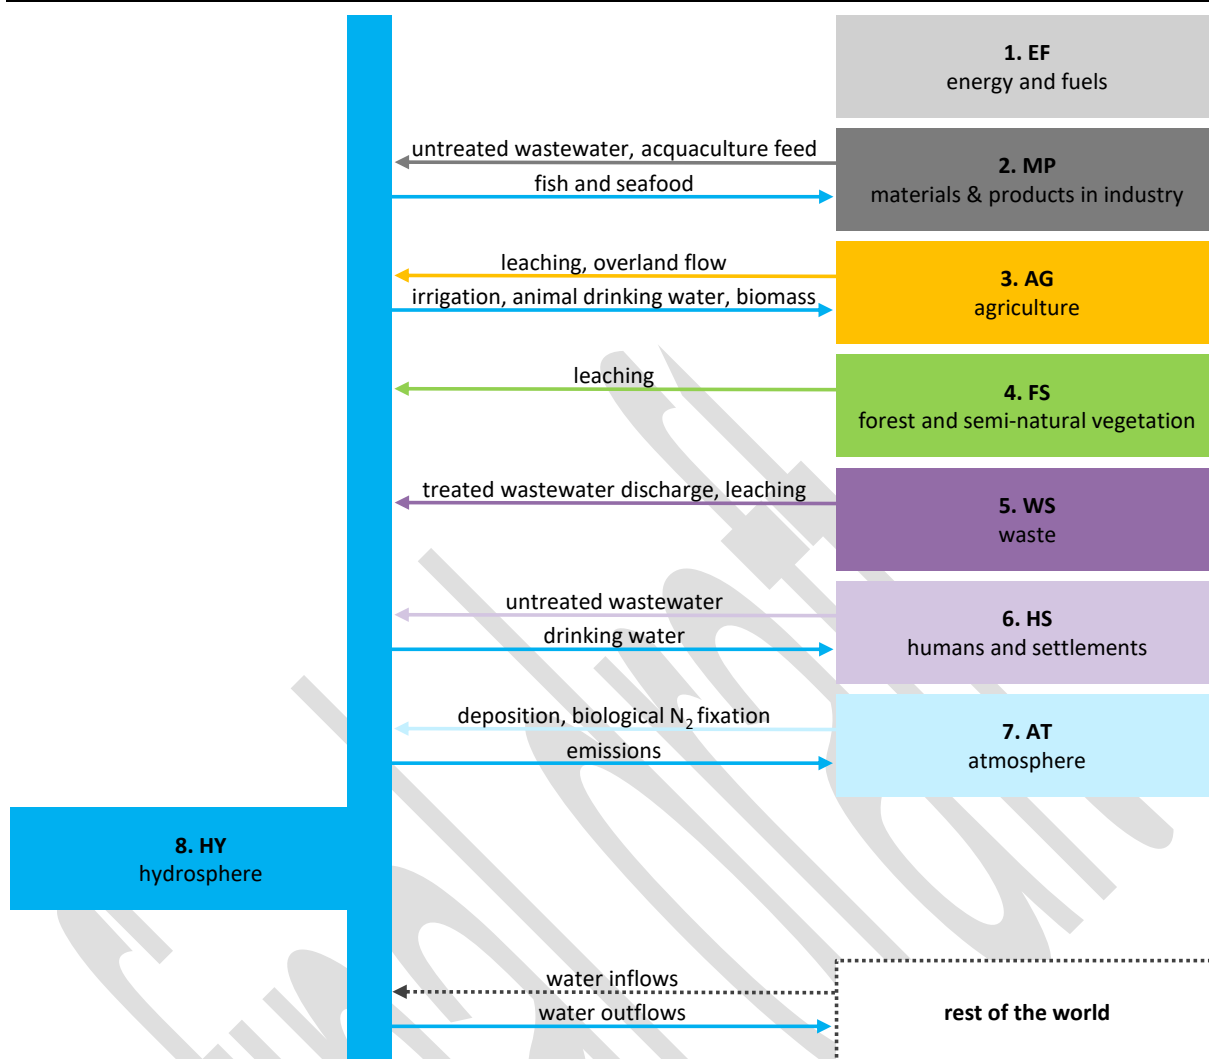 1. EF
energy and fuels
untreated wastewater, acquaculture feed
fish and seafood
2. MP
materials & products in industry
leaching, overland flow
irrigation, animal drinking water, biomass
3. AG
agriculture
leaching
4. FS
forest and semi-natural vegetation
treated wastewater discharge, leaching
5. WS
waste
untreated wastewater
drinking water
6. HS
humans and settlements
deposition, biological N₂ fixation
emissions
7. AT
atmosphere
8. HY
hydrosphere
water inflows
water outflows
rest of the world